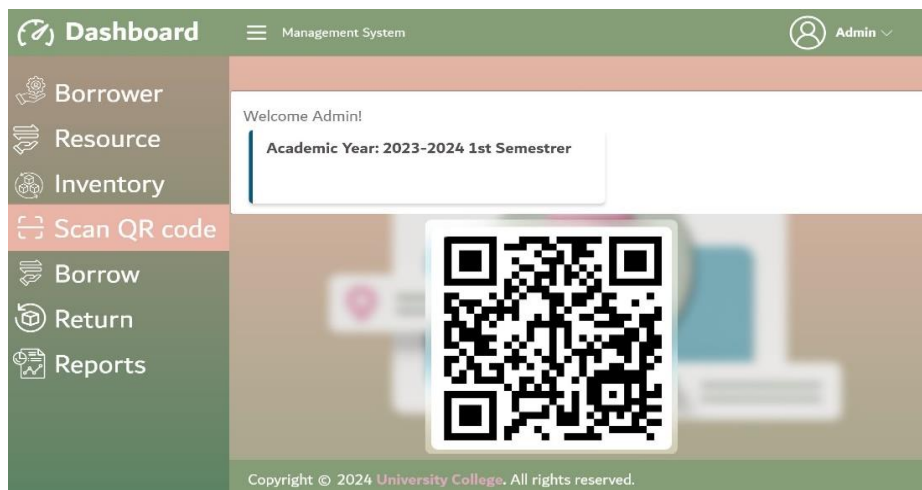 Dashboard
Management System
Admin
Borrower
Resource
Inventory
Scan QR code
Borrow
Return
Reports
Welcome Admin!
Academic Year: 2023-2024 1st Semestrer
Copyright © 2024 University College. All rights reserved.